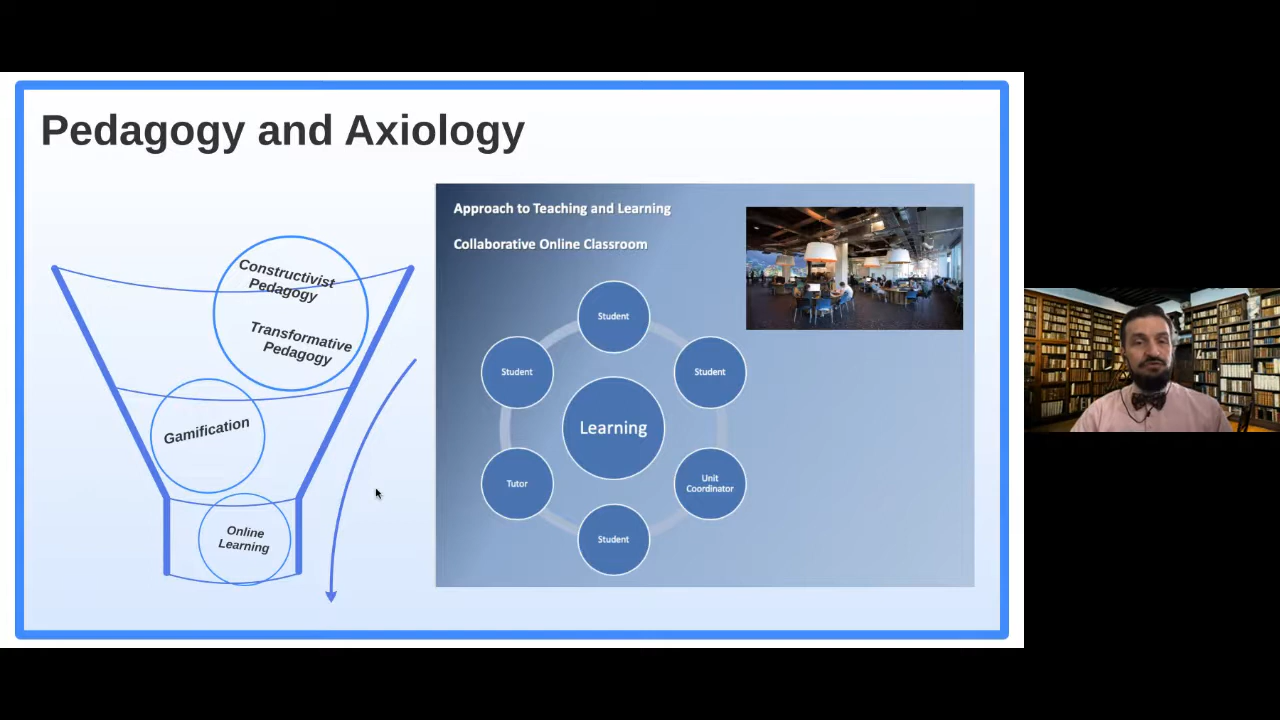 Pedagogy and Axiology
Constructivist
Pedagogy
Transformative
Pedagogy
Gamification
Online
Learning
Approach to Teaching and Learning
Collaborative Online Classroom
Student
Student
Student
Learning
Tutor
Unit
Coordinator
Student